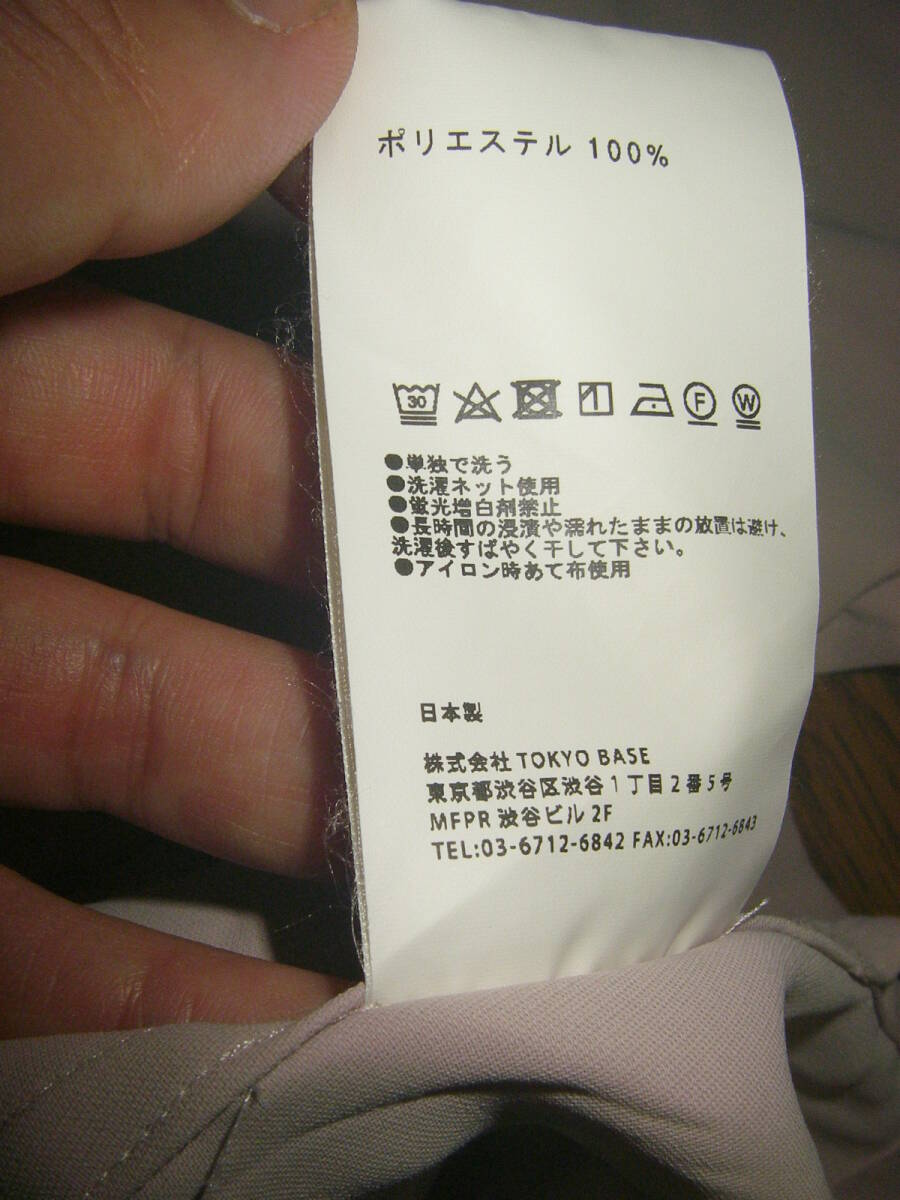 ポリエステル 100%
30 F W
●単独で洗う
●洗濯ネット使用
●蛍光増白剤禁止
●長時間の浸漬や濡れたままの放置は避け、
洗濯後すばやく干して下さい。
●アイロン時あて布使用
日本製
株式会社 TOKYO BASE
東京都渋谷区渋谷1丁目2番5号
MFPR 渋谷ビル 2F
TEL:03-6712-6842 FAX:03-6712-6843